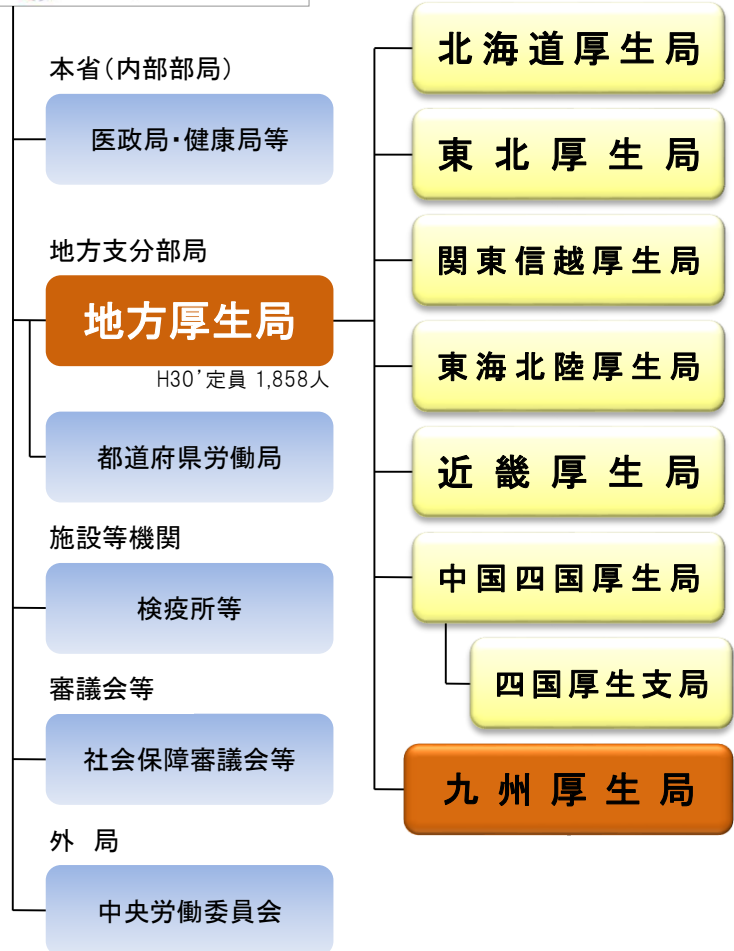 本省(内部部局)
医政局・健康局等
地方支分部局
地方厚生局
H30’定員 1,858人
都道府県労働局
施設等機関
検疫所等
審議会等
社会保障審議会等
外 局
中央労働委員会
北海道厚生局
東北厚生局
関東信越厚生局
東海北陸厚生局
近畿厚生局
中国四国厚生局
四国厚生支局
九州厚生局